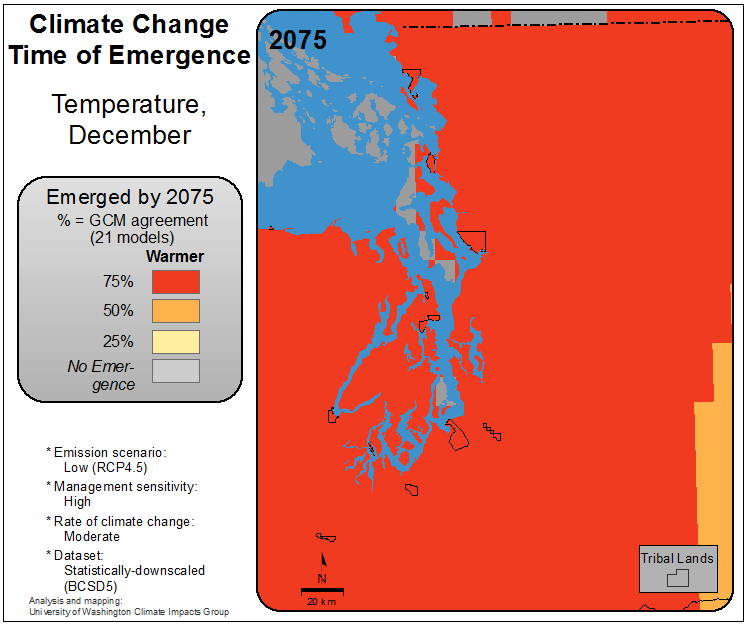 Climate Change
Time of Emergence
Temperature,
December
Emerged by 2075
% = GCM agreement
(21 models)
Warmer
75%
50%
25%
No Emer-
gence
* Emission scenario:
Low (RCP4.5)
* Management sensitivity:
High
* Rate of climate change:
Moderate
* Dataset:
Statistically-downscaled
(BCSD5)
Analysis and mapping:
University of Washington Climate Impacts Group
2075
N
20 km
Tribal Lands